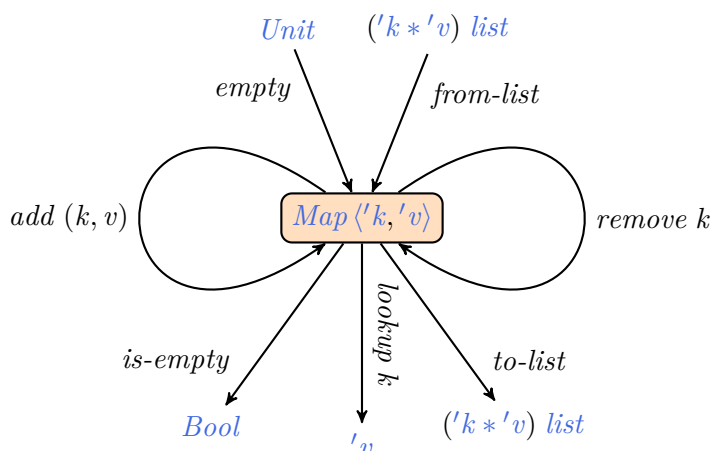 Unit
('k * 'v) list
empty
from-list
add (k, v)
Map ⟨'k, 'v⟩
remove k
lookup k
is-empty
to-list
Bool
'v
('k * 'v) list